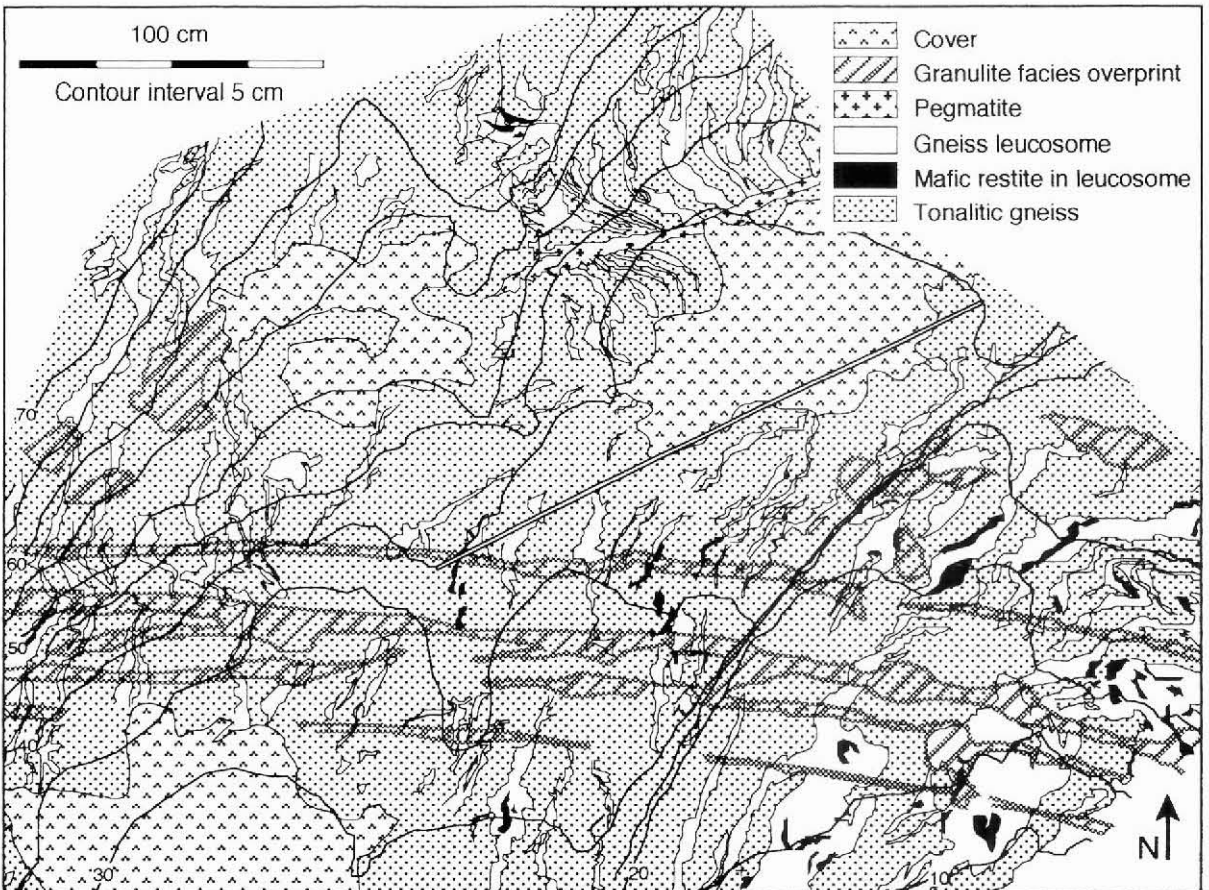 100 cm
Contour interval 5 cm
Cover
Granulite facies overprint
Pegmatite
Gneiss leucosome
Mafic restite in leucosome
Tonalitic gneiss
70
60
50
40
30
20
10
N